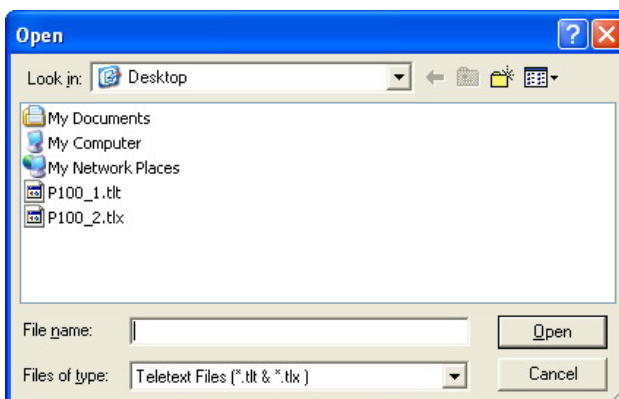 Open
Look in: Desktop
My Documents
My Computer
My Network Places
P100_1.tlt
P100_2.tlx
File name: Open
Files of type: Teletext Files (*.tlt & *.tlx ) Cancel